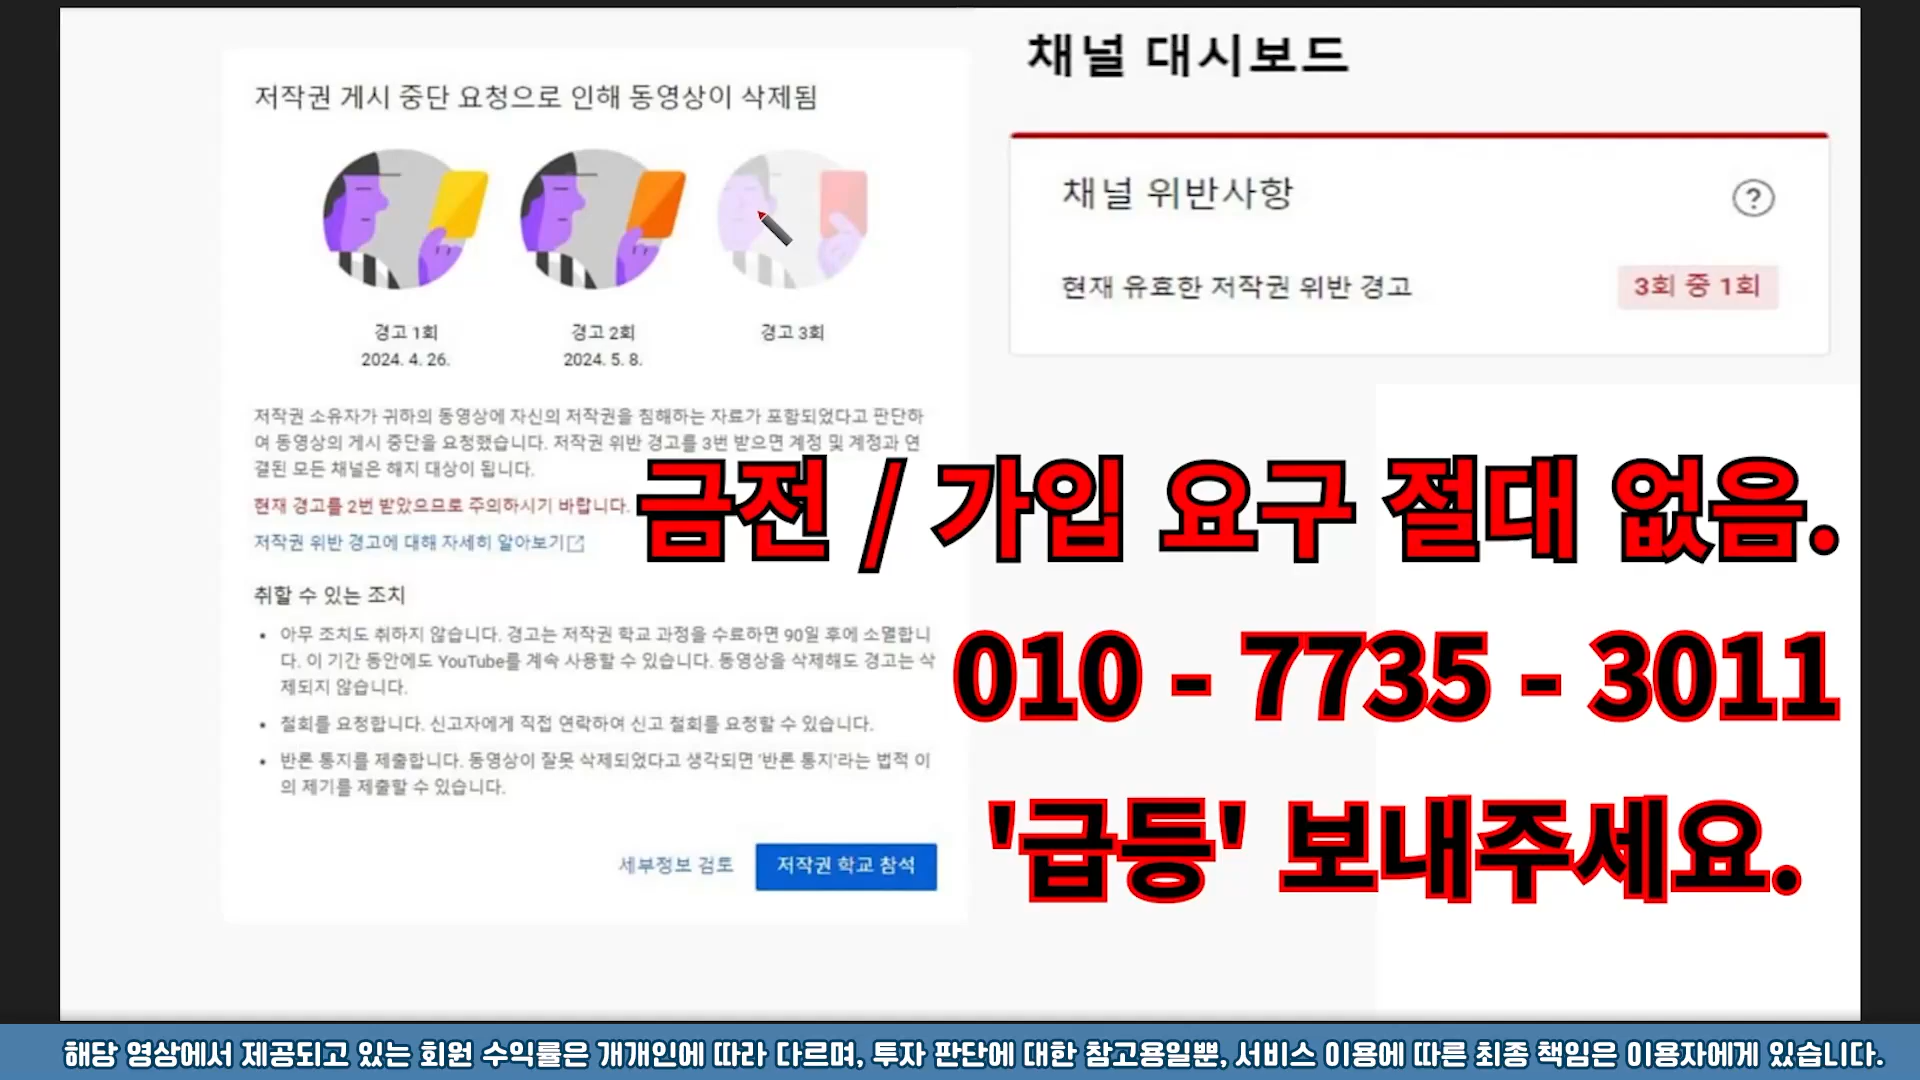 저작권 게시 중단 요청으로 인해 동영상이 삭제됨
경고 1회
2024. 4. 26.
경고 2회
2024. 5. 8.
경고 3회
저작권 소유자가 귀하의 동영상에 자신의 저작권을 침해하는 자료가 포함되었다고 판단하
여 동영상의 게시 중단을 요청했습니다. 저작권 위반 경고를 3번 받으면 계정 및 계정과 연
결된 모든 채널은 해지 대상이 됩니다.
현재 경고를 2번 받았으므로 주의하시기 바랍니다.
저작권 위반 경고에 대해 자세히 알아보기
취할 수 있는 조치
• 아무 조치도 취하지 않습니다. 경고는 저작권 학교 과정을 수료하면 90일 후에 소멸합니
다. 이 기간 동안에도 YouTube를 계속 사용할 수 있습니다. 동영상을 삭제해도 경고는 삭
제되지 않습니다.
• 철회를 요청합니다. 신고자에게 직접 연락하여 신고 철회를 요청할 수 있습니다.
• 반론 통지를 제출합니다. 동영상이 잘못 삭제되었다고 생각되면 '반론 통지'라는 법적 이
의 제기를 제출할 수 있습니다.
세부정보 검토
저작권 학교 참석
채널 대시보드
채널 위반사항
?
현재 유효한 저작권 위반 경고
3회 중 1회
금전 / 가입 요구 절대 없음.
010 - 7735 - 3011
'급등' 보내주세요.
해당 영상에서 제공되고 있는 회원 수익률은 개개인에 따라 다르며, 투자 판단에 대한 참고용일뿐, 서비스 이용에 따른 최종 책임은 이용자에게 있습니다.